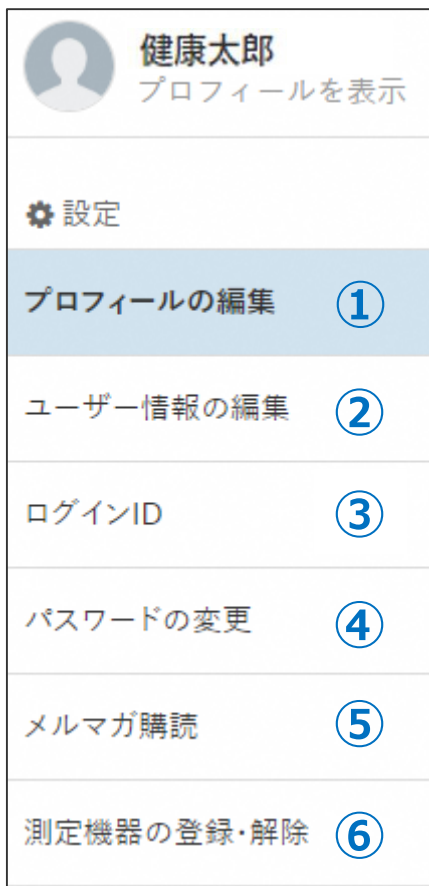 健康太郎
プロフィールを表示
設定
プロフィールの編集 ①
ユーザー情報の編集 ②
ログインID ③
パスワードの変更 ④
メルマガ購読 ⑤
測定機器の登録・解除 ⑥